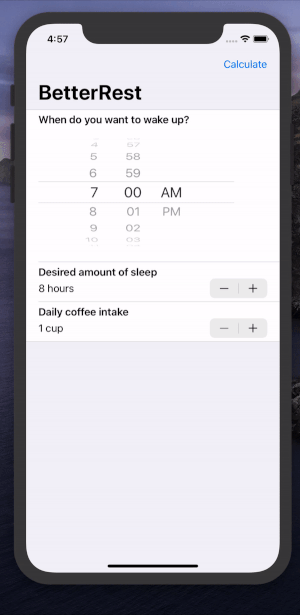 4:57
Calculate
BetterRest
When do you want to wake up?
4 57
5 58
6 59
7 00 AM
8 01 PM
9 02
10 03
Desired amount of sleep
8 hours − +
Daily coffee intake
1 cup − +